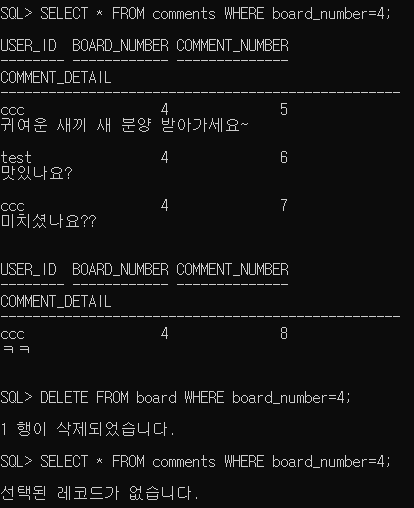 SQL> SELECT * FROM comments WHERE board_number=4;
USER_ID BOARD_NUMBER COMMENT_NUMBER
-------- ------------ --------------
COMMENT_DETAIL
--------------------------------------------------
ccc 4 5
귀여운 새끼 새 분양 받아가세요~
test 4 6
맛있나요?
ccc 4 7
미치셨나요??
USER_ID BOARD_NUMBER COMMENT_NUMBER
-------- ------------ --------------
COMMENT_DETAIL
--------------------------------------------------
ccc 4 8
ㅋㅋ
SQL> DELETE FROM board WHERE board_number=4;
1 행이 삭제되었습니다.
SQL> SELECT * FROM comments WHERE board_number=4;
선택된 레코드가 없습니다.